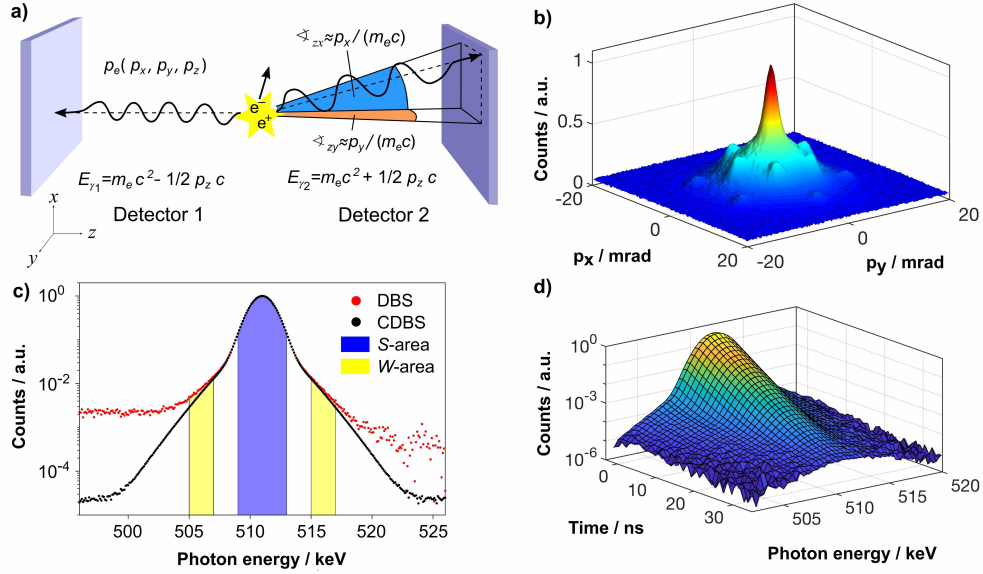 a)
∢zx≈px/(mec)
pe(px, py, pz)
e−
e+
∢zy≈py/(mec)
Eγ1=mec2− 1/2 pz c
Eγ2=mec2+ 1/2 pz c
Detector 1
Detector 2
x
z
y
b)
Counts / a.u.
1
0.5
0
-20
0
20
px / mrad
-20
0
20
py / mrad
c)
Counts / a.u.
10^0
10^-2
10^-4
DBS
CDBS
S-area
W-area
500 505 510 515 520 525
Photon energy / keV
d)
Counts / a.u.
10^0
10^-3
10^-6
0
10
20
30
Time / ns
505
510
515
520
Photon energy / keV